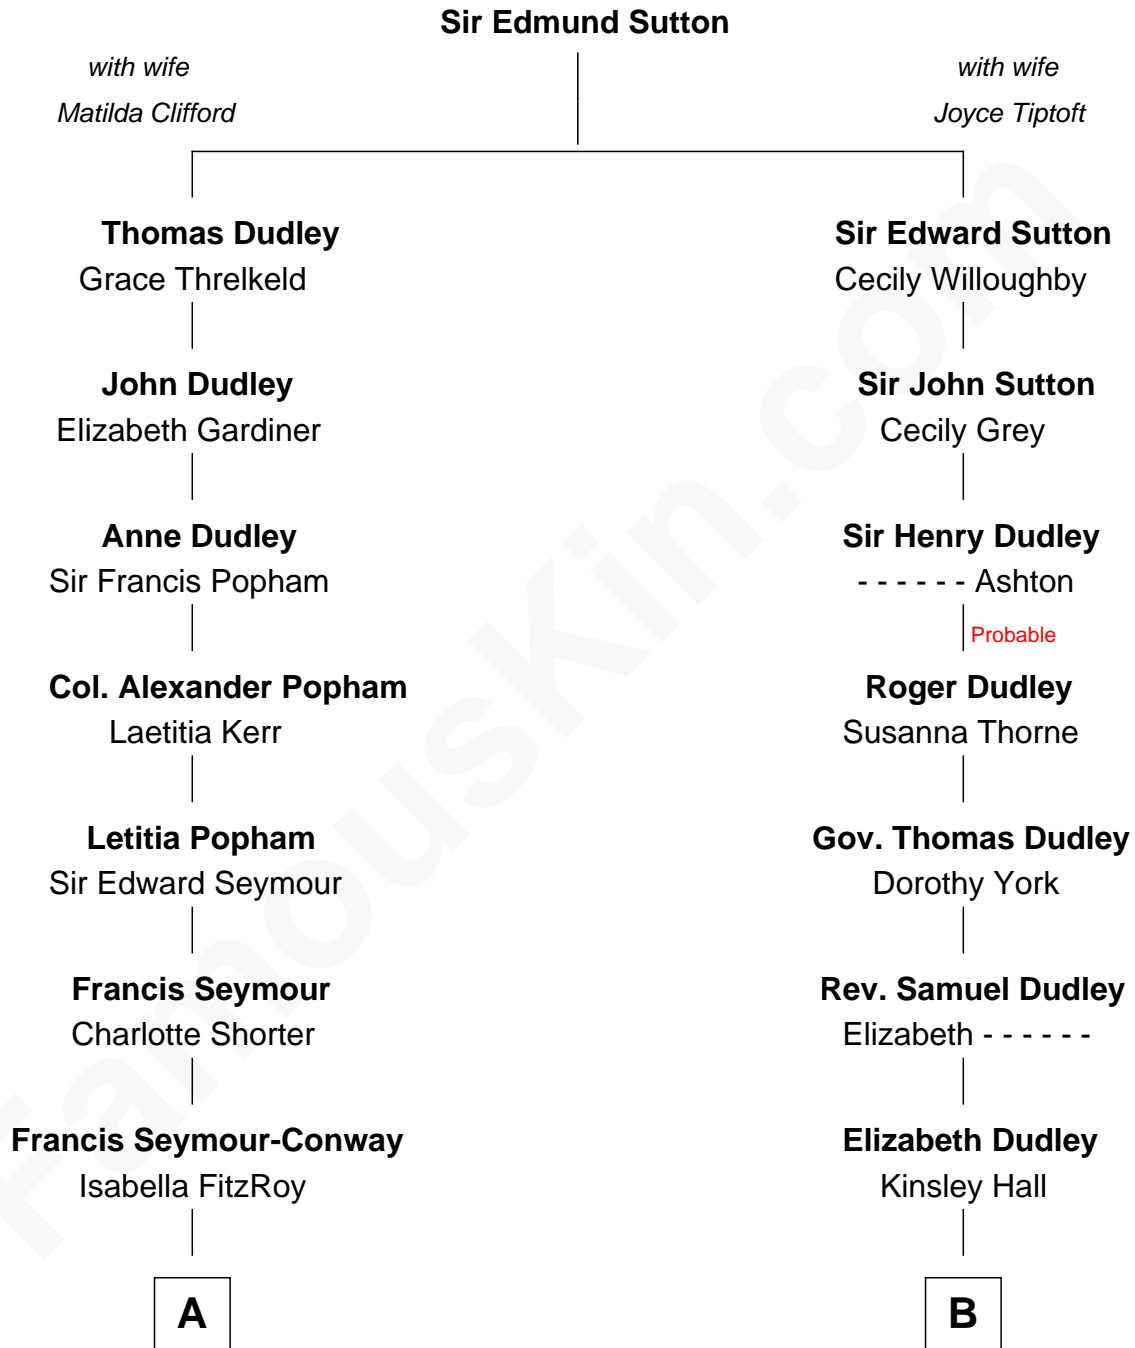 Sir Edmund Sutton
with wife
Matilda Clifford
with wife
Joyce Tiptoft
Thomas Dudley
Grace Threlkeld
John Dudley
Elizabeth Gardiner
Anne Dudley
Sir Francis Popham
Col. Alexander Popham
Laetitia Kerr
Letitia Popham
Sir Edward Seymour
Francis Seymour
Charlotte Shorter
Francis Seymour-Conway
Isabella FitzRoy
A
Sir Edward Sutton
Cecily Willoughby
Sir John Sutton
Cecily Grey
Sir Henry Dudley
- - - - - - Ashton
Probable
Roger Dudley
Susanna Thorne
Gov. Thomas Dudley
Dorothy York
Rev. Samuel Dudley
Elizabeth - - - - - -
Elizabeth Dudley
Kinsley Hall
B
FamousKin.com